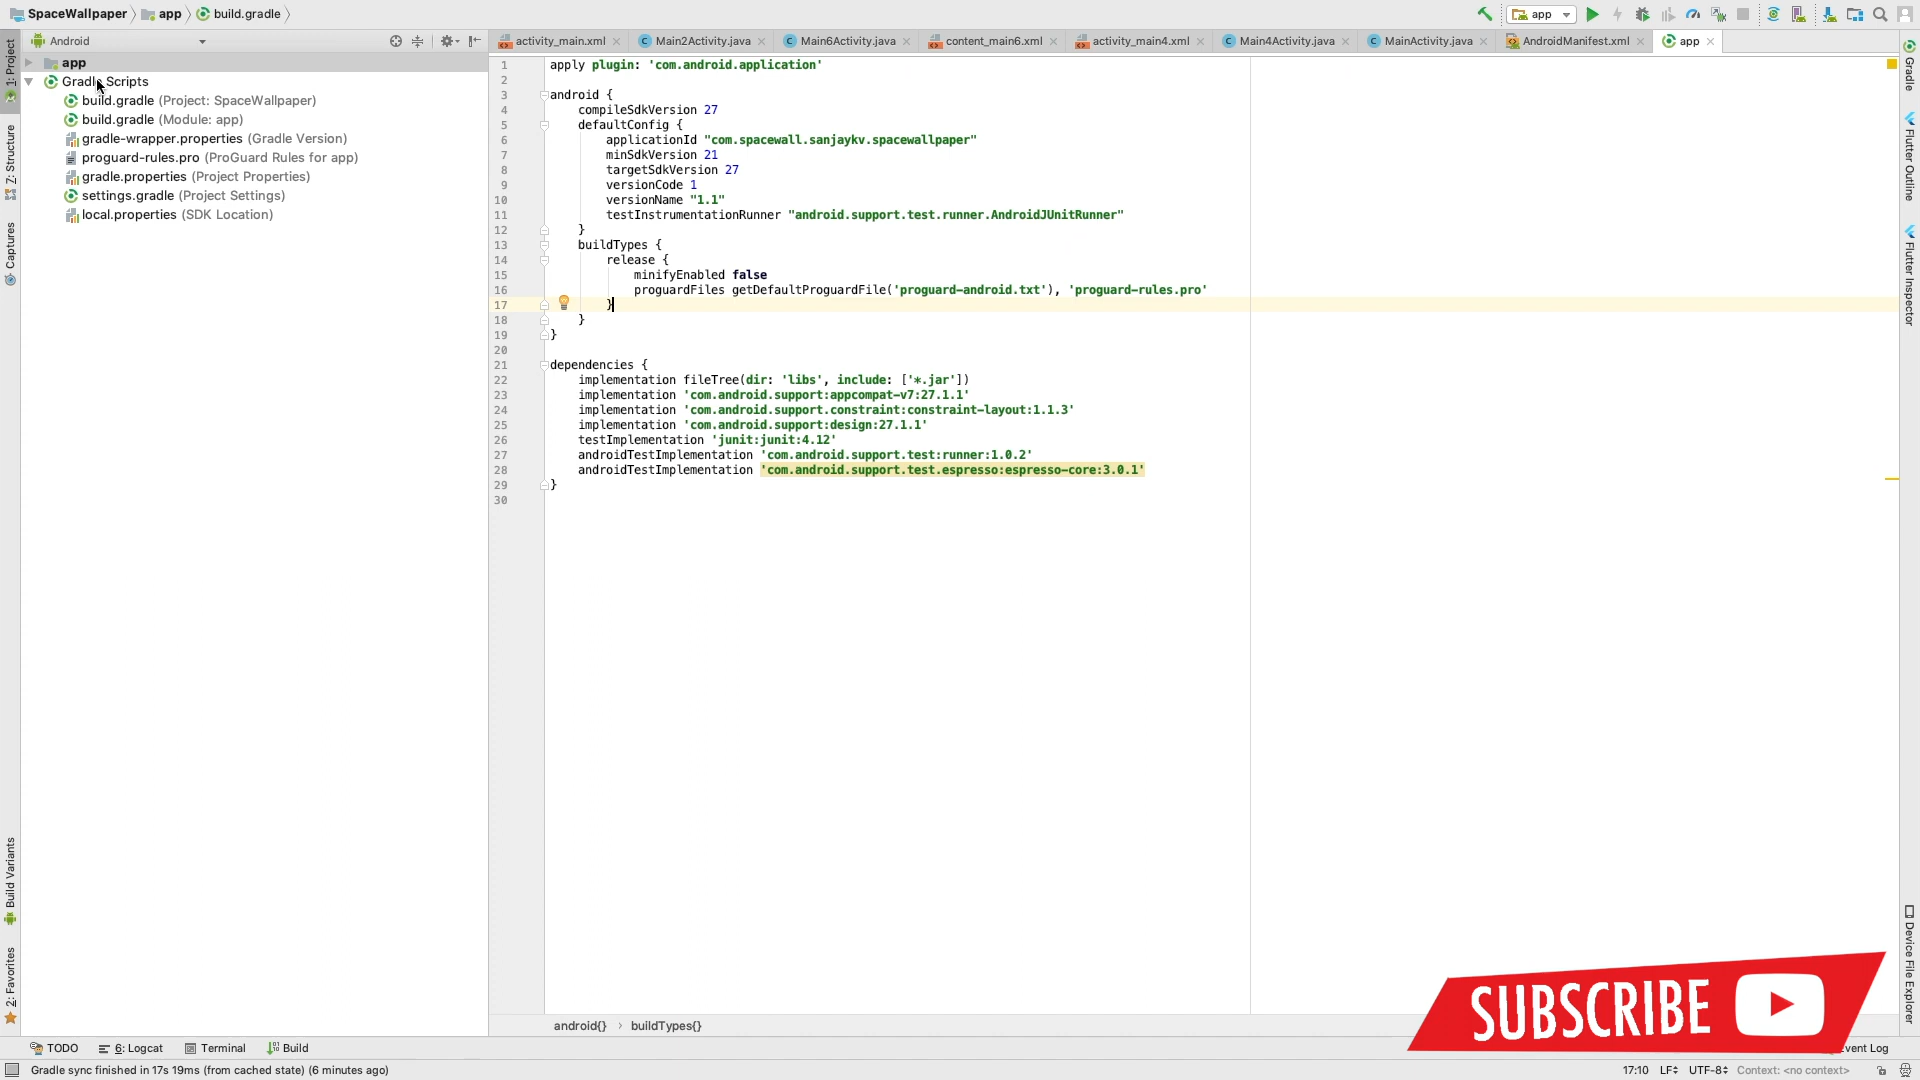 SpaceWallpaper app build.gradle
app
Android
activity_main.xml Main2Activity.java Main6Activity.java content_main6.xml activity_main4.xml Main4Activity.java MainActivity.java AndroidManifest.xml app
app
Gradle Scripts
build.gradle (Project: SpaceWallpaper)
build.gradle (Module: app)
gradle-wrapper.properties (Gradle Version)
proguard-rules.pro (ProGuard Rules for app)
gradle.properties (Project Properties)
settings.gradle (Project Settings)
local.properties (SDK Location)
1: Project
7: Structure
Captures
Build Variants
2: Favorites
1 apply plugin: 'com.android.application'
2
3 android {
4 compileSdkVersion 27
5 defaultConfig {
6 applicationId "com.spacewall.sanjaykv.spacewallpaper"
7 minSdkVersion 21
8 targetSdkVersion 27
9 versionCode 1
10 versionName "1.1"
11 testInstrumentationRunner "android.support.test.runner.AndroidJUnitRunner"
12 }
13 buildTypes {
14 release {
15 minifyEnabled false
16 proguardFiles getDefaultProguardFile('proguard-android.txt'), 'proguard-rules.pro'
17 }
18 }
19 }
20
21 dependencies {
22 implementation fileTree(dir: 'libs', include: ['*.jar'])
23 implementation 'com.android.support:appcompat-v7:27.1.1'
24 implementation 'com.android.support.constraint:constraint-layout:1.1.3'
25 implementation 'com.android.support:design:27.1.1'
26 testImplementation 'junit:junit:4.12'
27 androidTestImplementation 'com.android.support.test:runner:1.0.2'
28 androidTestImplementation 'com.android.support.test.espresso:espresso-core:3.0.1'
29 }
30
Gradle
Flutter Outline
Flutter Inspector
Device File Explorer
SUBSCRIBE
android{} › buildTypes{}
TODO 6: Logcat Terminal Build
Event Log
Gradle sync finished in 17s 19ms (from cached state) (6 minutes ago)
17:10 LF UTF-8 Context: <no context>